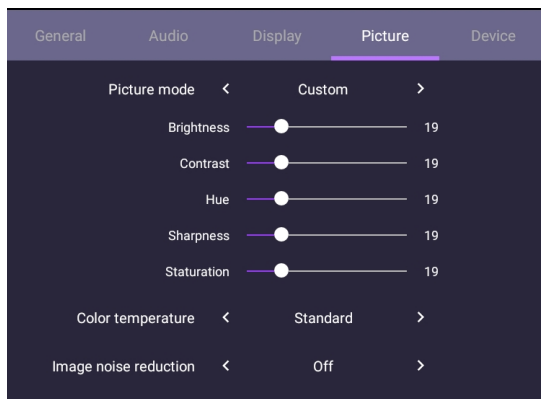 General Audio Display Picture Device
Picture mode < Custom >
Brightness 19
Contrast 19
Hue 19
Sharpness 19
Staturation 19
Color temperature < Standard >
Image noise reduction < Off >